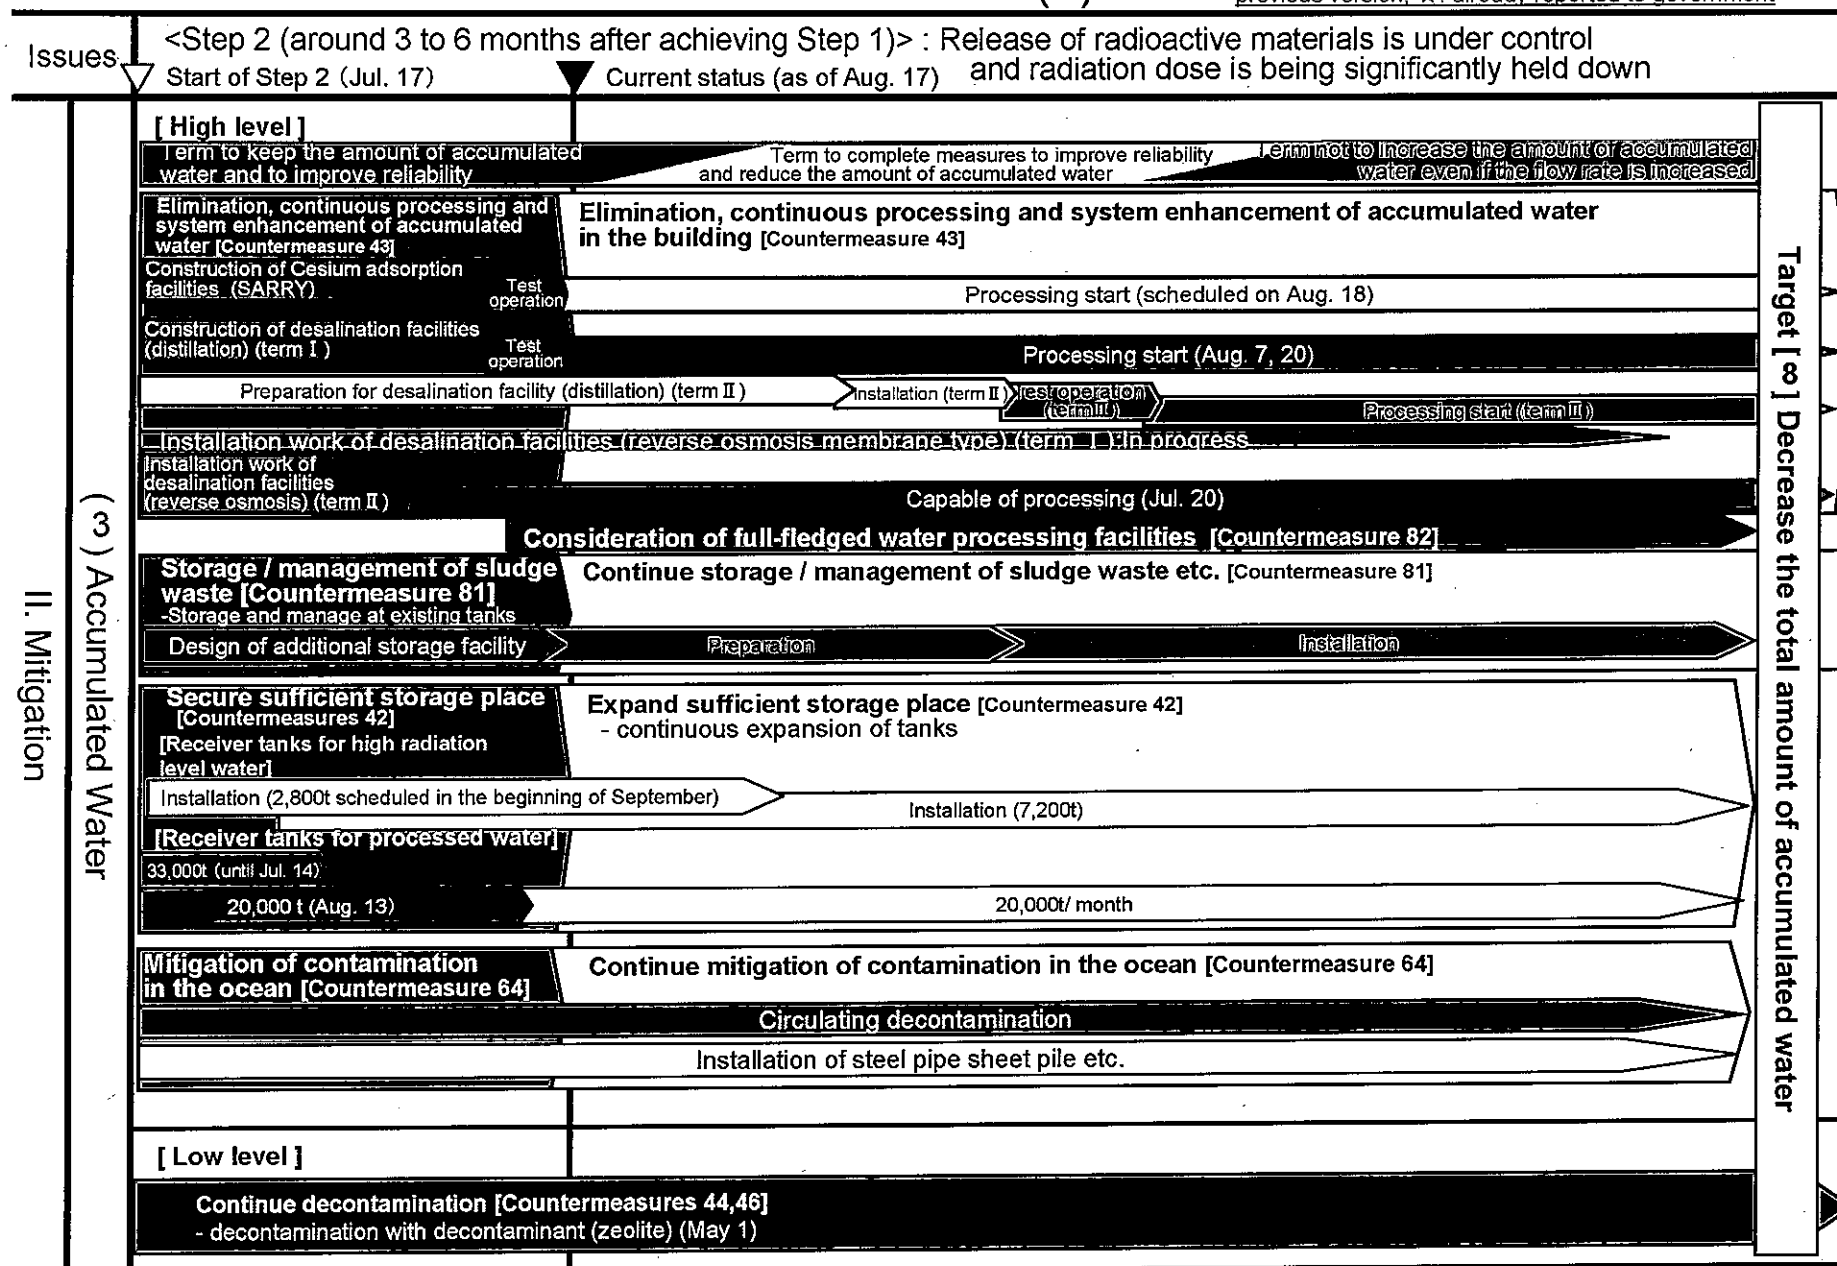 Issues
<Step 2 (around 3 to 6 months after achieving Step 1)> : Release of radioactive materials is under control
and radiation dose is being significantly held down
Start of Step 2 (Jul. 17)
Current status (as of Aug. 17)
II. Mitigation
(3) Accumulated Water
[ High level ]
Term to keep the amount of accumulated
water and to improve reliability
Term to complete measures to improve reliability
and reduce the amount of accumulated water
Term not to increase the amount of accumulated
water even if the flow rate is increased
Elimination, continuous processing and
system enhancement of accumulated
water [Countermeasure 43]
Elimination, continuous processing and system enhancement of accumulated water
in the building [Countermeasure 43]
Construction of Cesium adsorption
facilities (SARRY)
Test
operation
Processing start (scheduled on Aug. 18)
Construction of desalination facilities
(distillation) (term I )
Test
operation
Processing start (Aug. 7, 20)
Preparation for desalination facility (distillation) (term II )
Installation (term II )
Test operation
(term II )
Processing start (term II )
Installation work of desalination facilities (reverse osmosis membrane type) (term I ):In progress
Installation work of
desalination facilities
(reverse osmosis) (term II )
Capable of processing (Jul. 20)
Consideration of full-fledged water processing facilities [Countermeasure 82]
Storage / management of sludge
waste [Countermeasure 81]
-Storage and manage at existing tanks
Continue storage / management of sludge waste etc. [Countermeasure 81]
Design of additional storage facility
Preparation
Installation
Secure sufficient storage place
[Countermeasures 42]
Expand sufficient storage place [Countermeasure 42]
- continuous expansion of tanks
[Receiver tanks for high radiation
level water]
Installation (2,800t scheduled in the beginning of September)
Installation (7,200t)
[Receiver tanks for processed water]
33,000t (until Jul. 14)
20,000 t (Aug. 13)
20,000t/ month
Mitigation of contamination
in the ocean [Countermeasure 64]
Continue mitigation of contamination in the ocean [Countermeasure 64]
Circulating decontamination
Installation of steel pipe sheet pile etc.
[ Low level ]
Continue decontamination [Countermeasures 44,46]
- decontamination with decontaminant (zeolite) (May 1)
Target [∞] Decrease the total amount of accumulated water